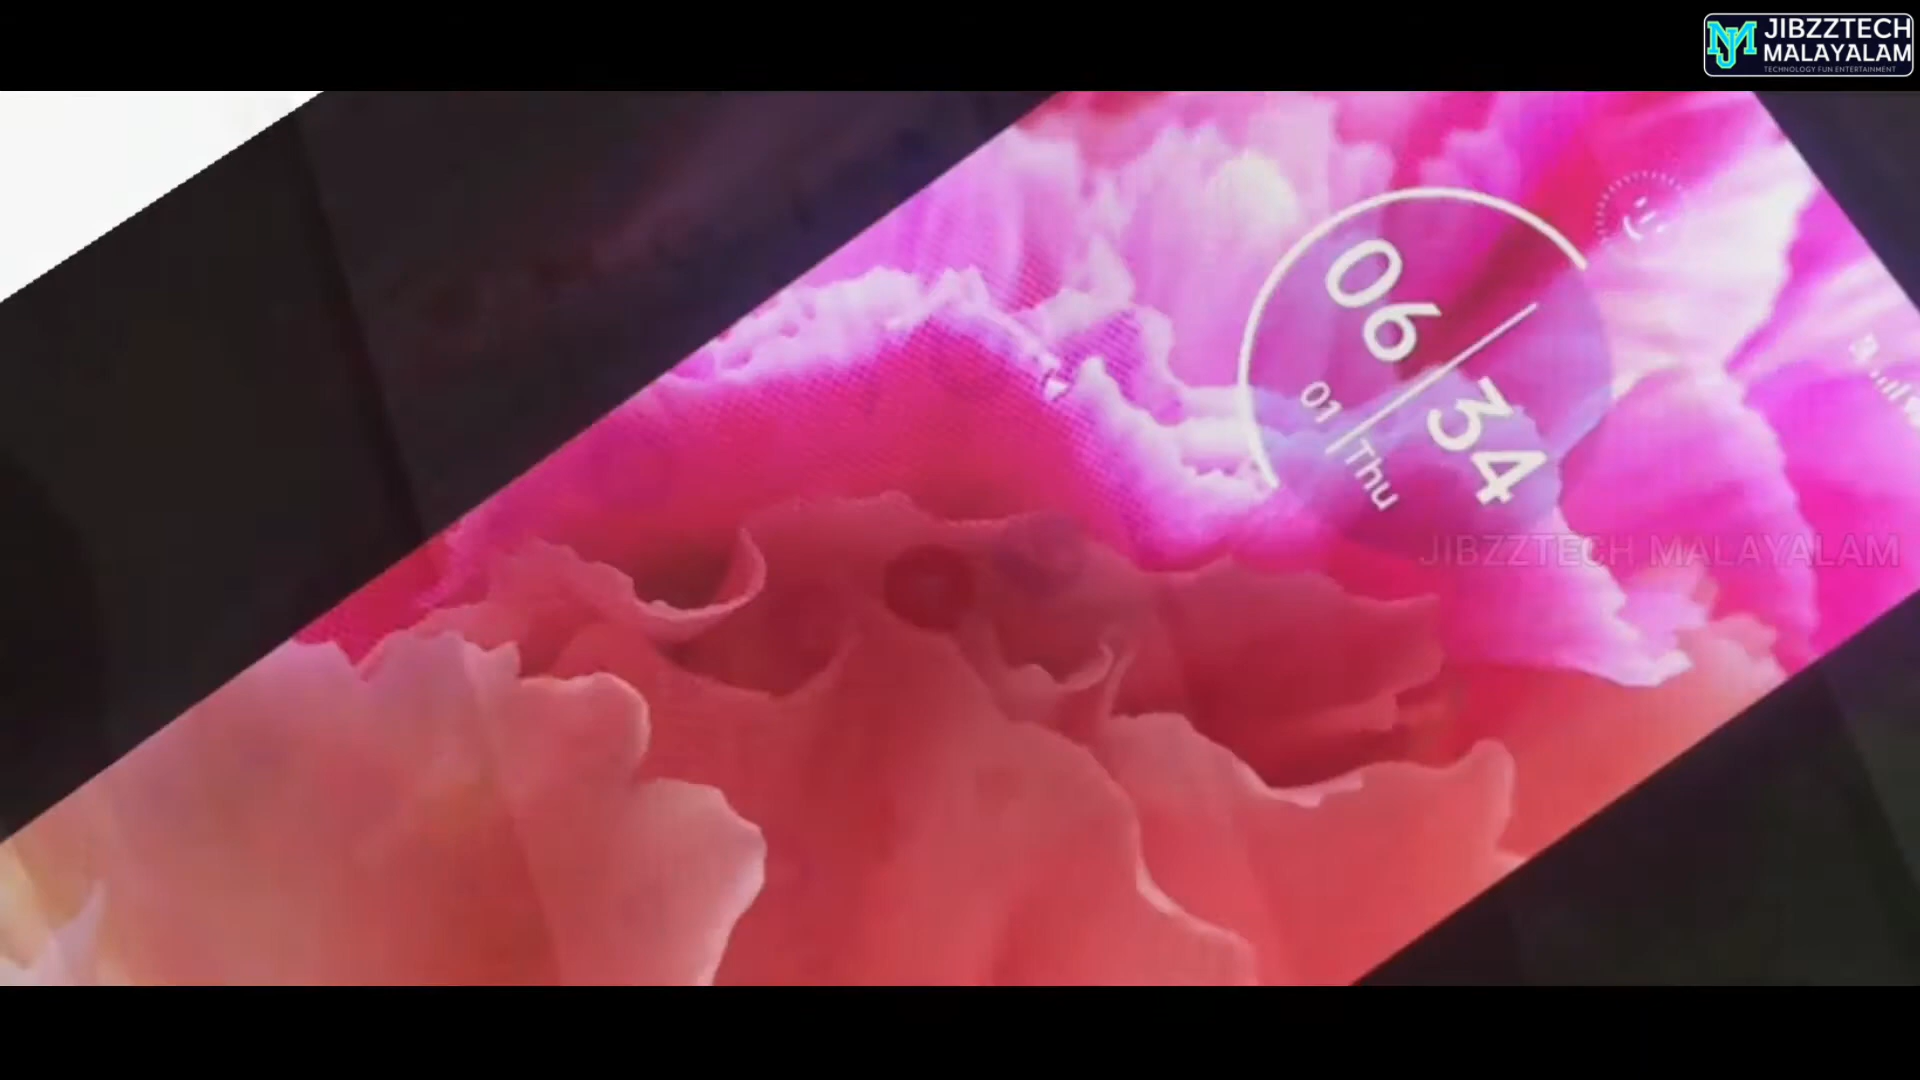 JIBZZTECH
MALAYALAM
TECHNOLOGY FUN ENTERTAINMENT
06
34
01
Thu
JIBZZTECH MALAYALAM